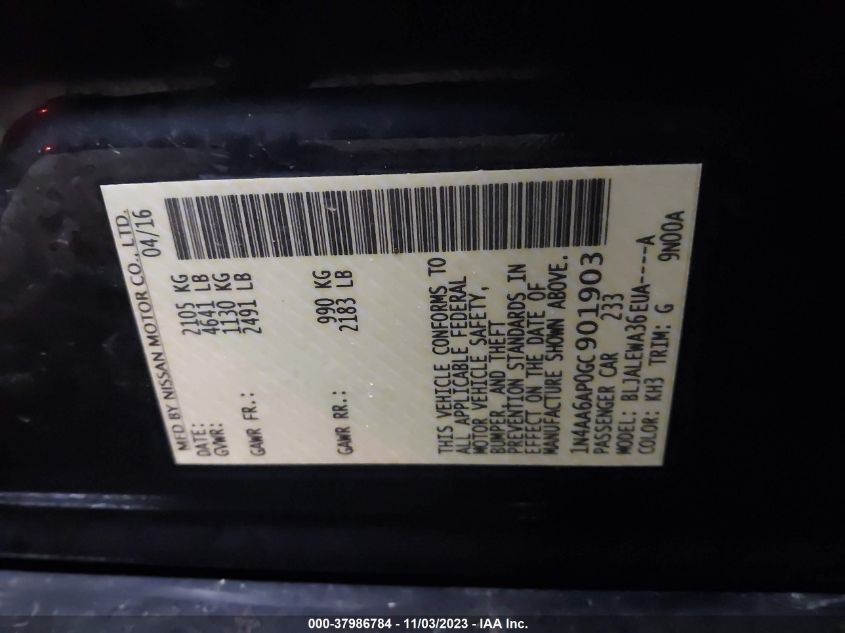 MFD BY NISSAN MOTOR CO., LTD.
DATE: 04/16
GVWR: 2105 KG
4641 LB
GAWR FR.: 1130 KG
2491 LB
GAWR RR.: 990 KG
2183 LB
THIS VEHICLE CONFORMS TO
ALL APPLICABLE FEDERAL
MOTOR VEHICLE SAFETY,
BUMPER, AND THEFT
PREVENTION STANDARDS IN
EFFECT ON THE DATE OF
MANUFACTURE SHOWN ABOVE.
1N4AA6AP0GC901903
PASSENGER CAR 233
MODEL: BLJALEWA36EUA----A
COLOR: KH3 TRIM: G 9N00A
000-37986784 - 11/03/2023 - IAA Inc.